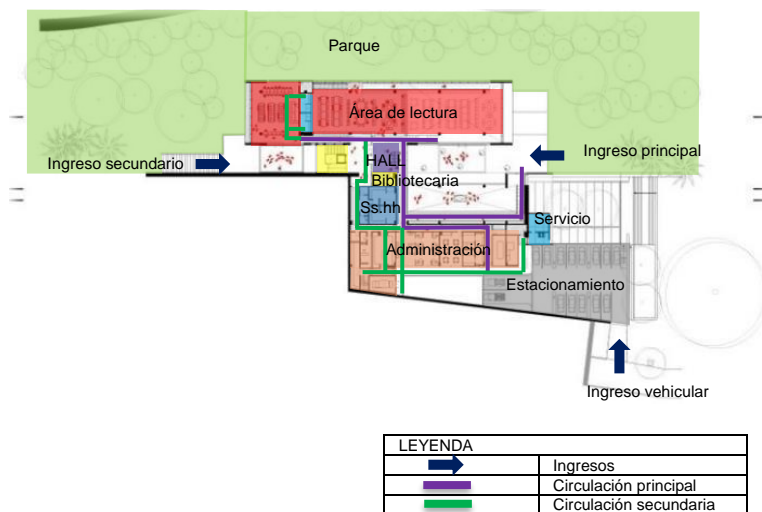 Parque
Área de lectura
Ingreso secundario
HALL
Ingreso principal
Bibliotecaria
Ss.hh
Servicio
Administración
Estacionamiento
Ingreso vehicular
LEYENDA
Ingresos
Circulación principal
Circulación secundaria